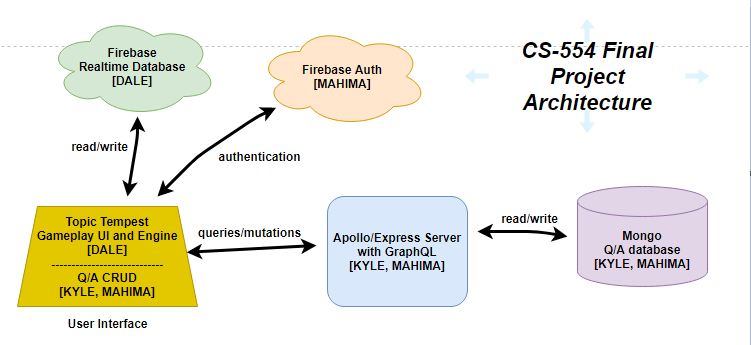 CS-554 Final
Project
Architecture
Firebase
Realtime Database
[DALE]
Firebase Auth
[MAHIMA]
read/write
authentication
Topic Tempest
Gameplay UI and Engine
[DALE]
----------------------------
Q/A CRUD
[KYLE, MAHIMA]
User Interface
queries/mutations
Apollo/Express Server
with GraphQL
[KYLE, MAHIMA]
read/write
Mongo
Q/A database
[KYLE, MAHIMA]